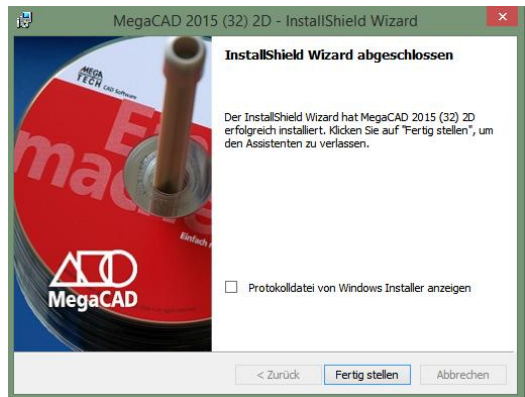 MegaCAD 2015 (32) 2D - InstallShield Wizard
InstallShield Wizard abgeschlossen
Der InstallShield Wizard hat MegaCAD 2015 (32) 2D
erfolgreich installiert. Klicken Sie auf "Fertig stellen", um
den Assistenten zu verlassen.
MEGA
TECH CAD Software
Einfach
MegaCAD
Protokolldatei von Windows Installer anzeigen
< Zurück
Fertig stellen
Abbrechen